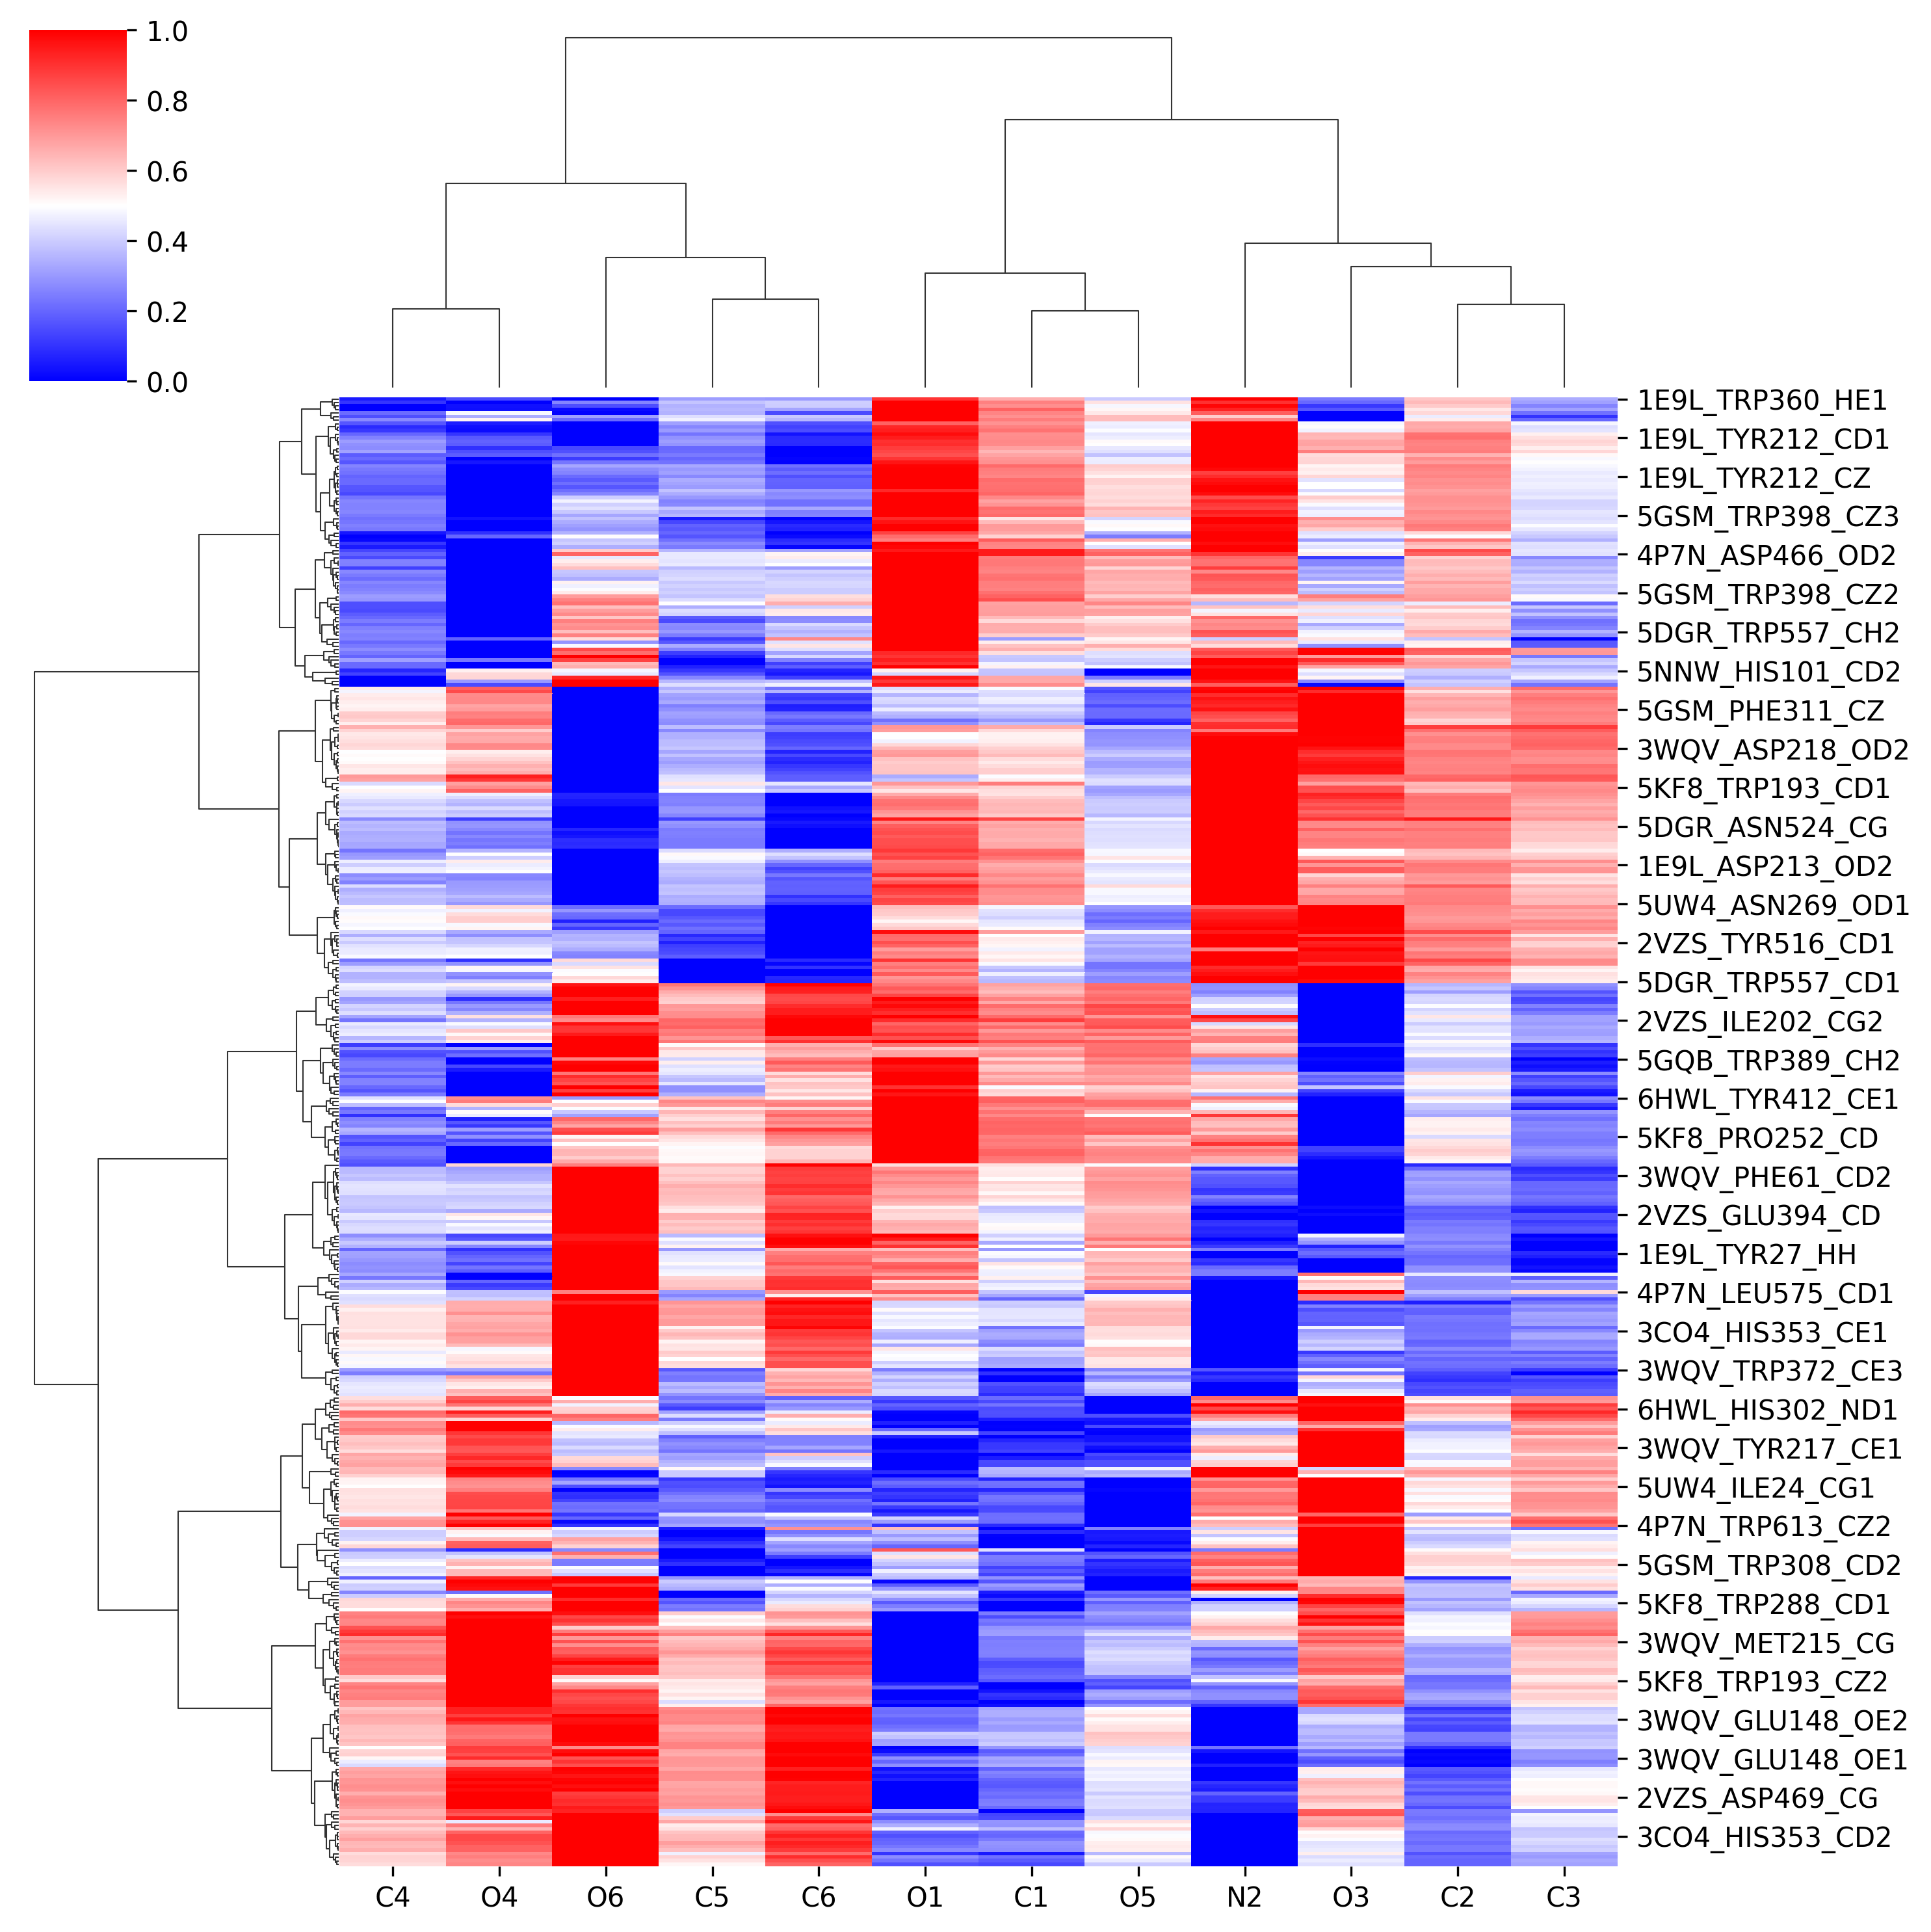 1.0
0.8
0.6
0.4
0.2
0.0
1E9L_TRP360_HE1
1E9L_TYR212_CD1
1E9L_TYR212_CZ
5GSM_TRP398_CZ3
4P7N_ASP466_OD2
5GSM_TRP398_CZ2
5DGR_TRP557_CH2
5NNW_HIS101_CD2
5GSM_PHE311_CZ
3WQV_ASP218_OD2
5KF8_TRP193_CD1
5DGR_ASN524_CG
1E9L_ASP213_OD2
5UW4_ASN269_OD1
2VZS_TYR516_CD1
5DGR_TRP557_CD1
2VZS_ILE202_CG2
5GQB_TRP389_CH2
6HWL_TYR412_CE1
5KF8_PRO252_CD
3WQV_PHE61_CD2
2VZS_GLU394_CD
1E9L_TYR27_HH
4P7N_LEU575_CD1
3CO4_HIS353_CE1
3WQV_TRP372_CE3
6HWL_HIS302_ND1
3WQV_TYR217_CE1
5UW4_ILE24_CG1
4P7N_TRP613_CZ2
5GSM_TRP308_CD2
5KF8_TRP288_CD1
3WQV_MET215_CG
5KF8_TRP193_CZ2
3WQV_GLU148_OE2
3WQV_GLU148_OE1
2VZS_ASP469_CG
3CO4_HIS353_CD2
C4 O4 O6 C5 C6 O1 C1 O5 N2 O3 C2 C3